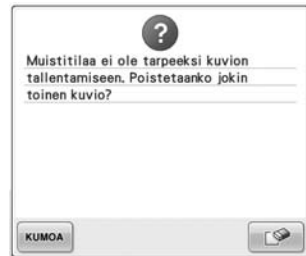 ?
Muistitilaa ei ole tarpeeksi kuvion
tallentamiseen. Poistetaanko jokin
toinen kuvio?
KUMOA